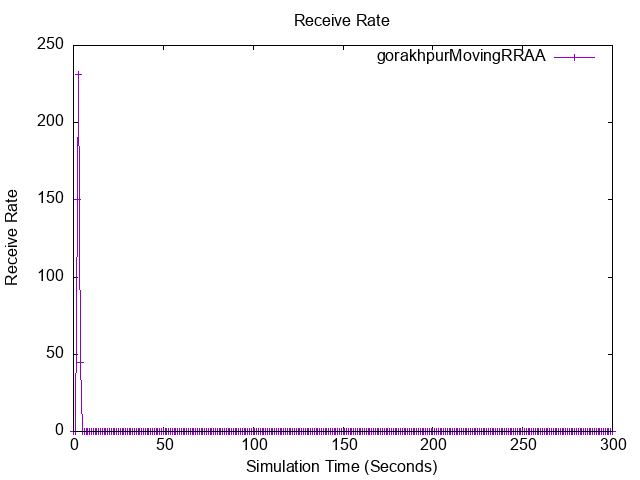 Receive Rate
gorakhpurMovingRRAA
250
200
150
100
50
0
Receive Rate
0 50 100 150 200 250 300
Simulation Time (Seconds)